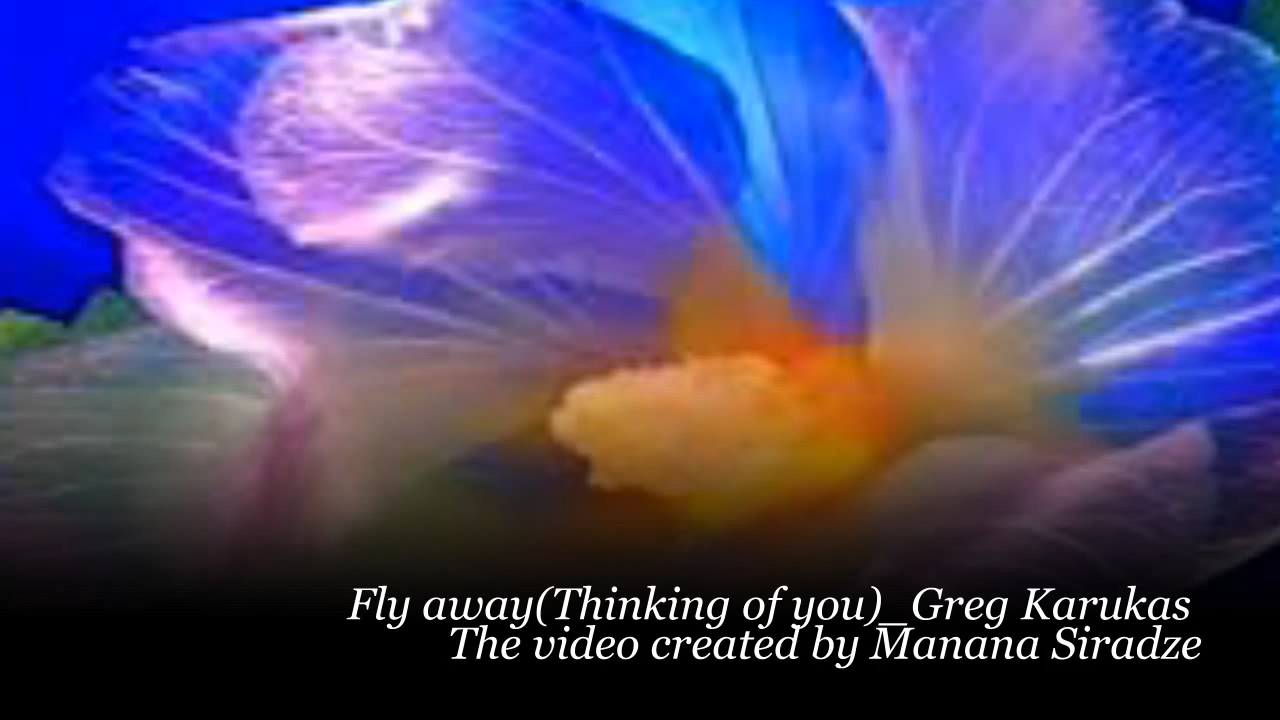 Fly away(Thinking of you)_Greg Karukas
The video created by Manana Siradze